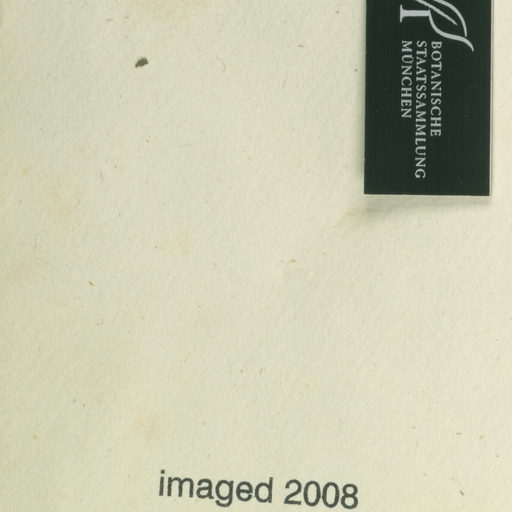 BOTANISCHE
STAATSSAMMLUNG
MÜNCHEN
imaged 2008